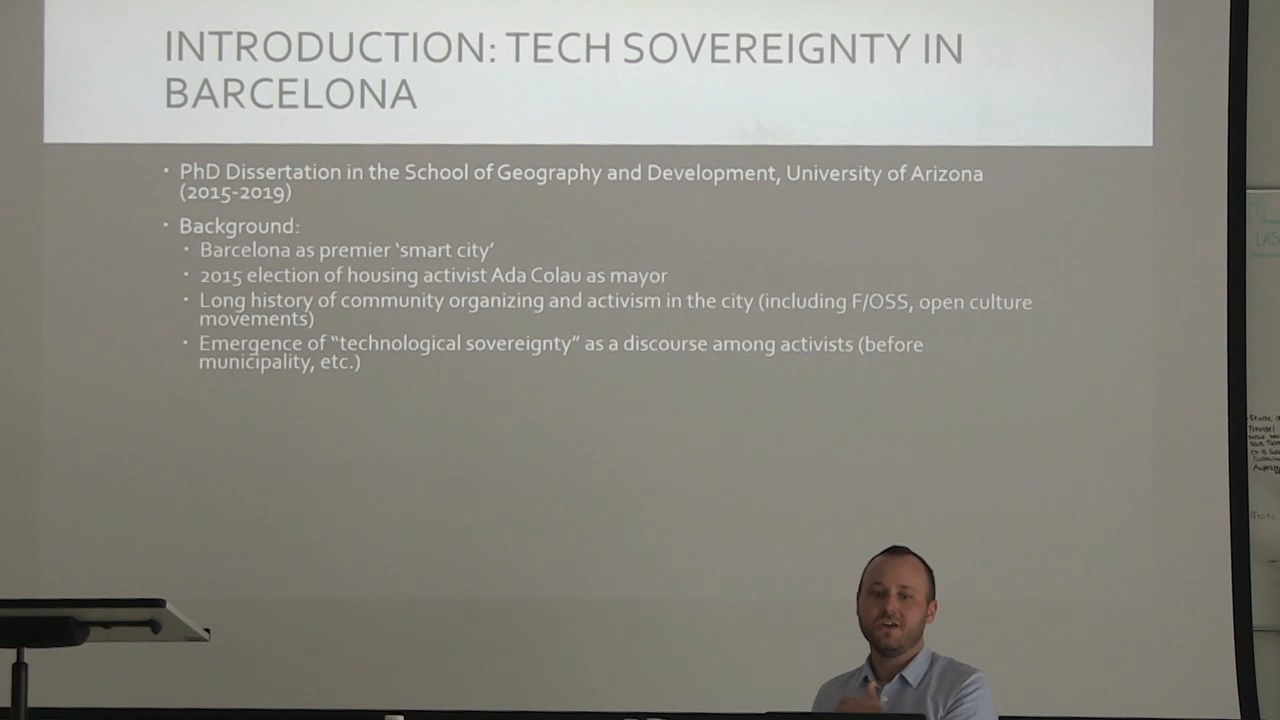 INTRODUCTION: TECH SOVEREIGNTY IN
BARCELONA
• PhD Dissertation in the School of Geography and Development, University of Arizona
(2015-2019)
• Background:
• Barcelona as premier ‘smart city’
• 2015 election of housing activist Ada Colau as mayor
• Long history of community organizing and activism in the city (including F/OSS, open culture
movements)
• Emergence of “technological sovereignty” as a discourse among activists (before
municipality, etc.)